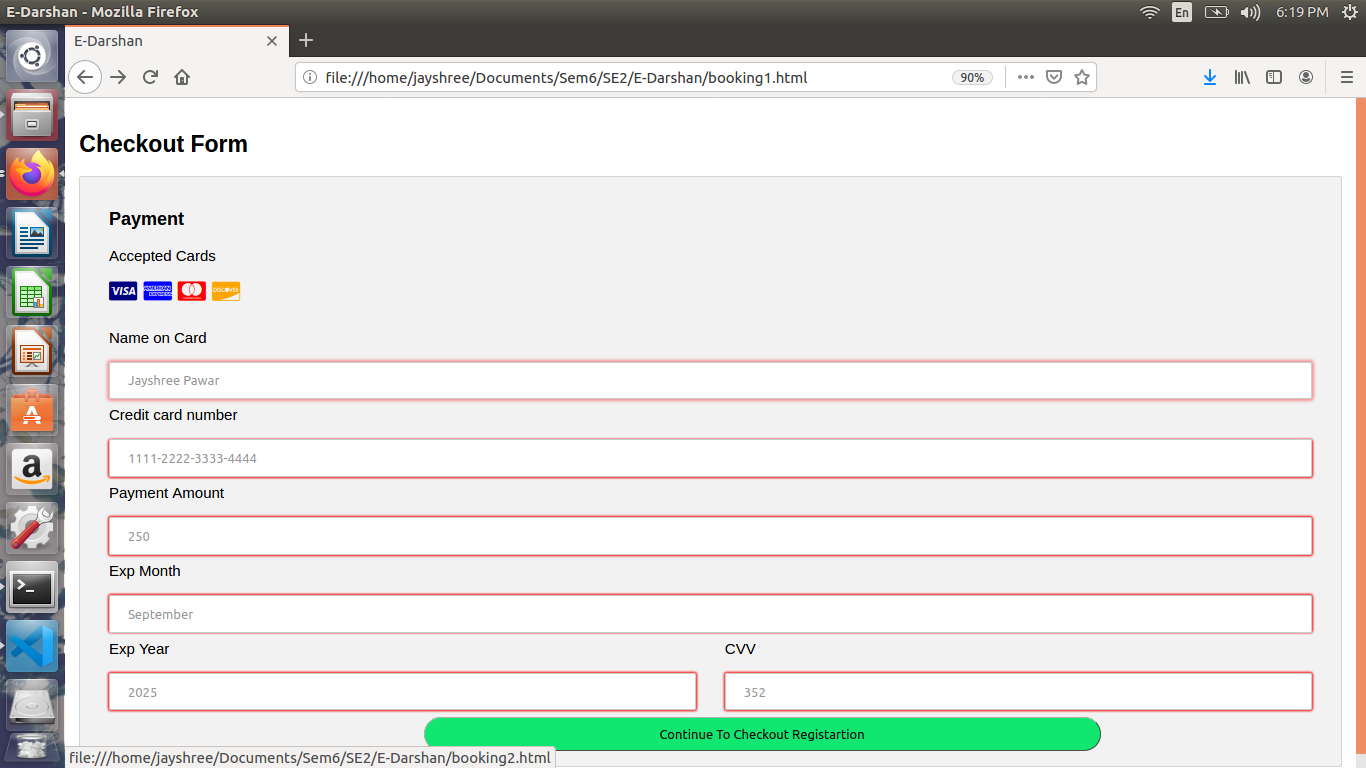 E-Darshan - Mozilla Firefox
En
6:19 PM
E-Darshan
file:///home/jayshree/Documents/Sem6/SE2/E-Darshan/booking1.html
90%
Checkout Form
Payment
Accepted Cards
VISA AMERICAN EXPRESS DISCOVER
Name on Card
Jayshree Pawar
Credit card number
1111-2222-3333-4444
Payment Amount
250
Exp Month
September
Exp Year CVV
2025 352
Continue To Checkout Registartion
file:///home/jayshree/Documents/Sem6/SE2/E-Darshan/booking2.html